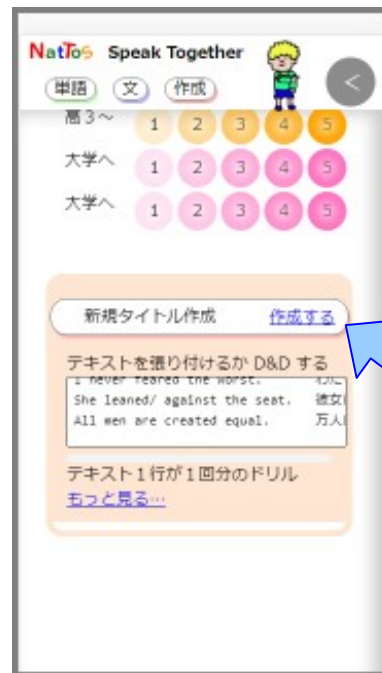 NatToS Speak Together
単語 文 作成
<
高3～ 1 2 3 4 5
大学へ 1 2 3 4 5
大学へ 1 2 3 4 5
新規タイトル作成 作成する
テキストを張り付けるか D&D する
I never feared the worst. わた
She leaned/ against the seat. 彼女
All men are created equal. 万人
テキスト1行が1回分のドリル
もっと見る…